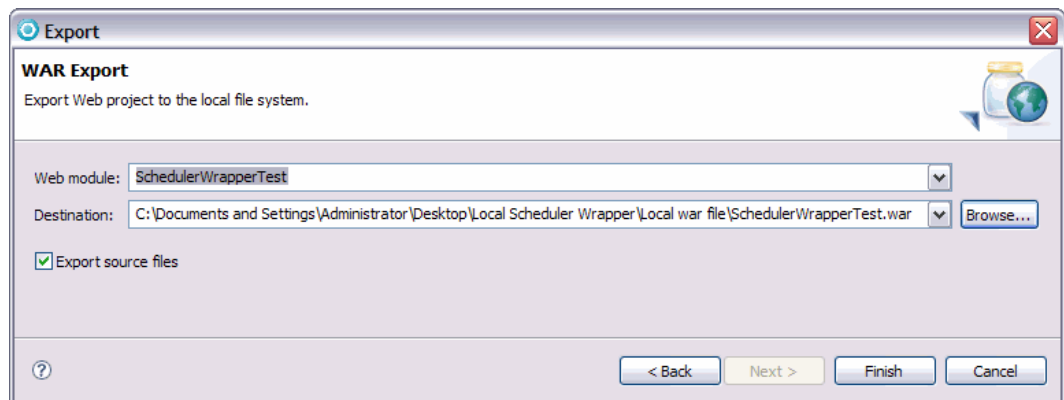 Export
WAR Export
Export Web project to the local file system.
Web module: SchedulerWrapperTest
Destination: C:\Documents and Settings\Administrator\Desktop\Local Scheduler Wrapper\Local war file\SchedulerWrapperTest.war Browse...
Export source files
? < Back Next > Finish Cancel